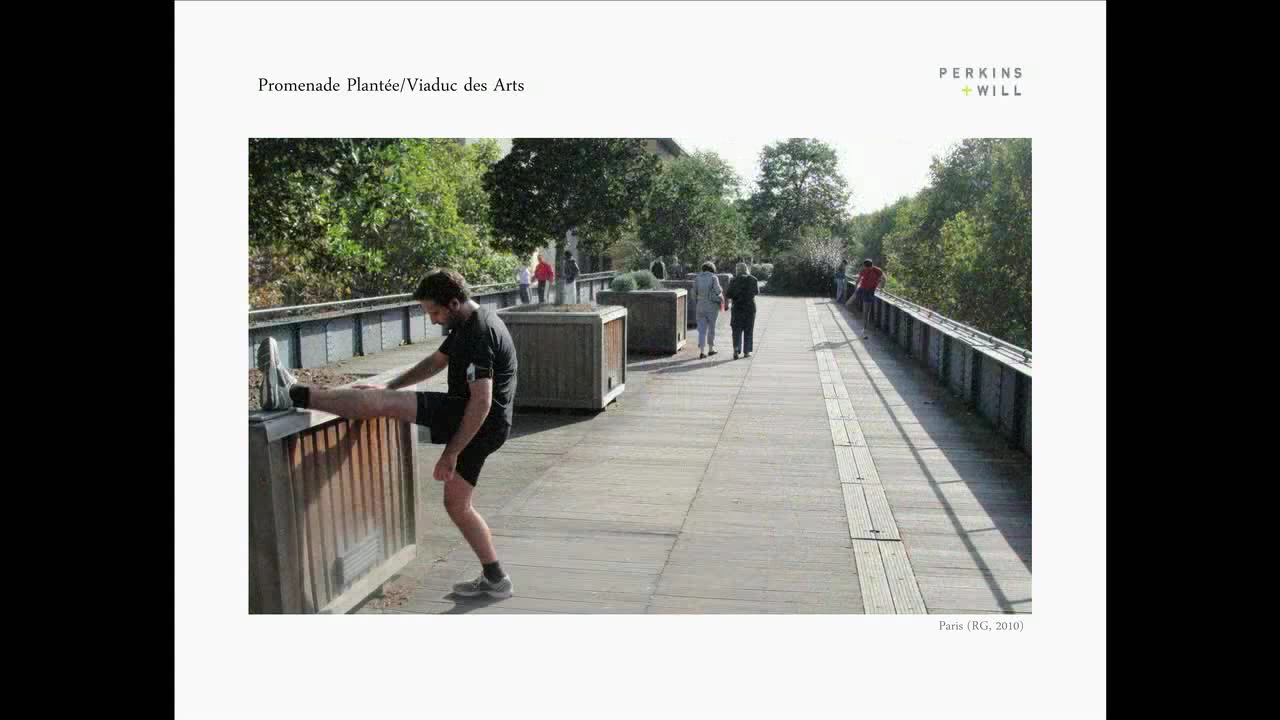 Promenade Plantée/Viaduc des Arts
PERKINS
+WILL
Paris (RG, 2010)